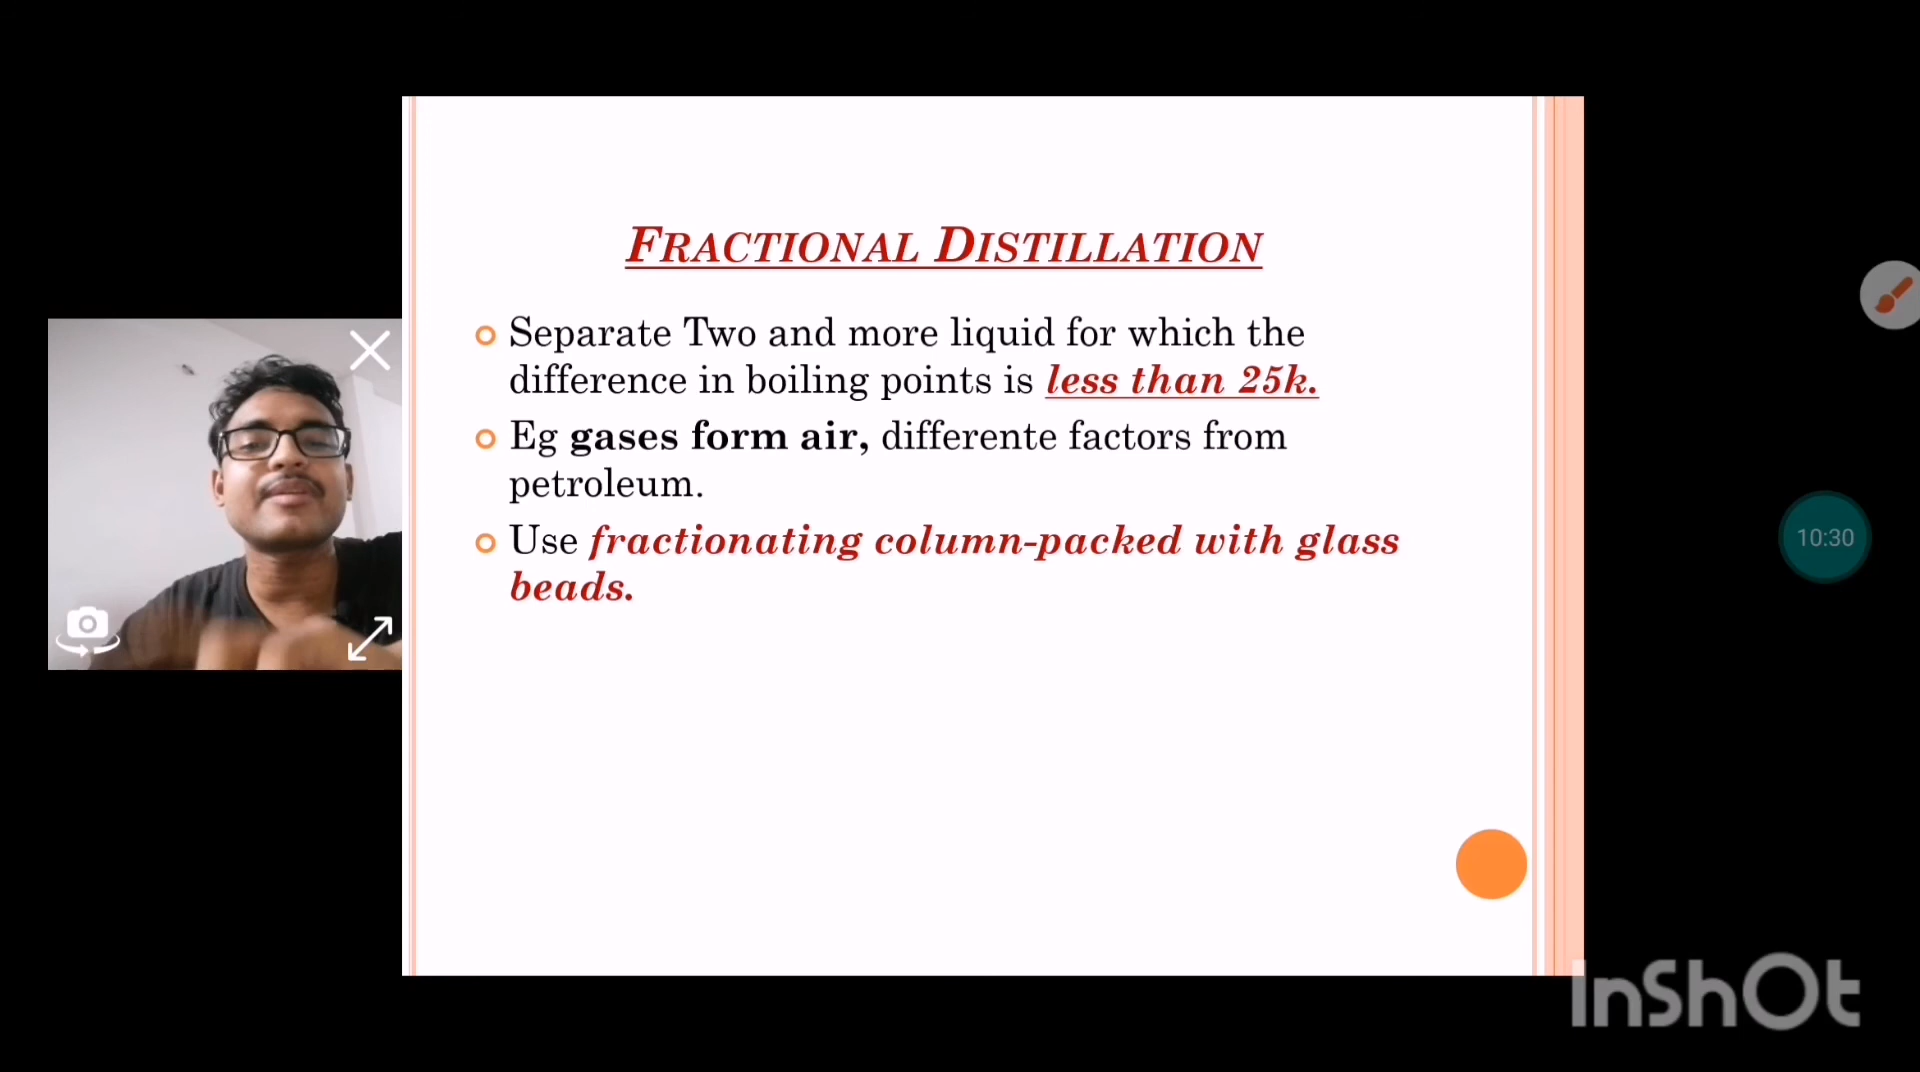 FRACTIONAL DISTILLATION
Separate Two and more liquid for which the
difference in boiling points is less than 25k.
Eg gases form air, differente factors from
petroleum.
Use fractionating column-packed with glass
beads.
10:30
InShOt